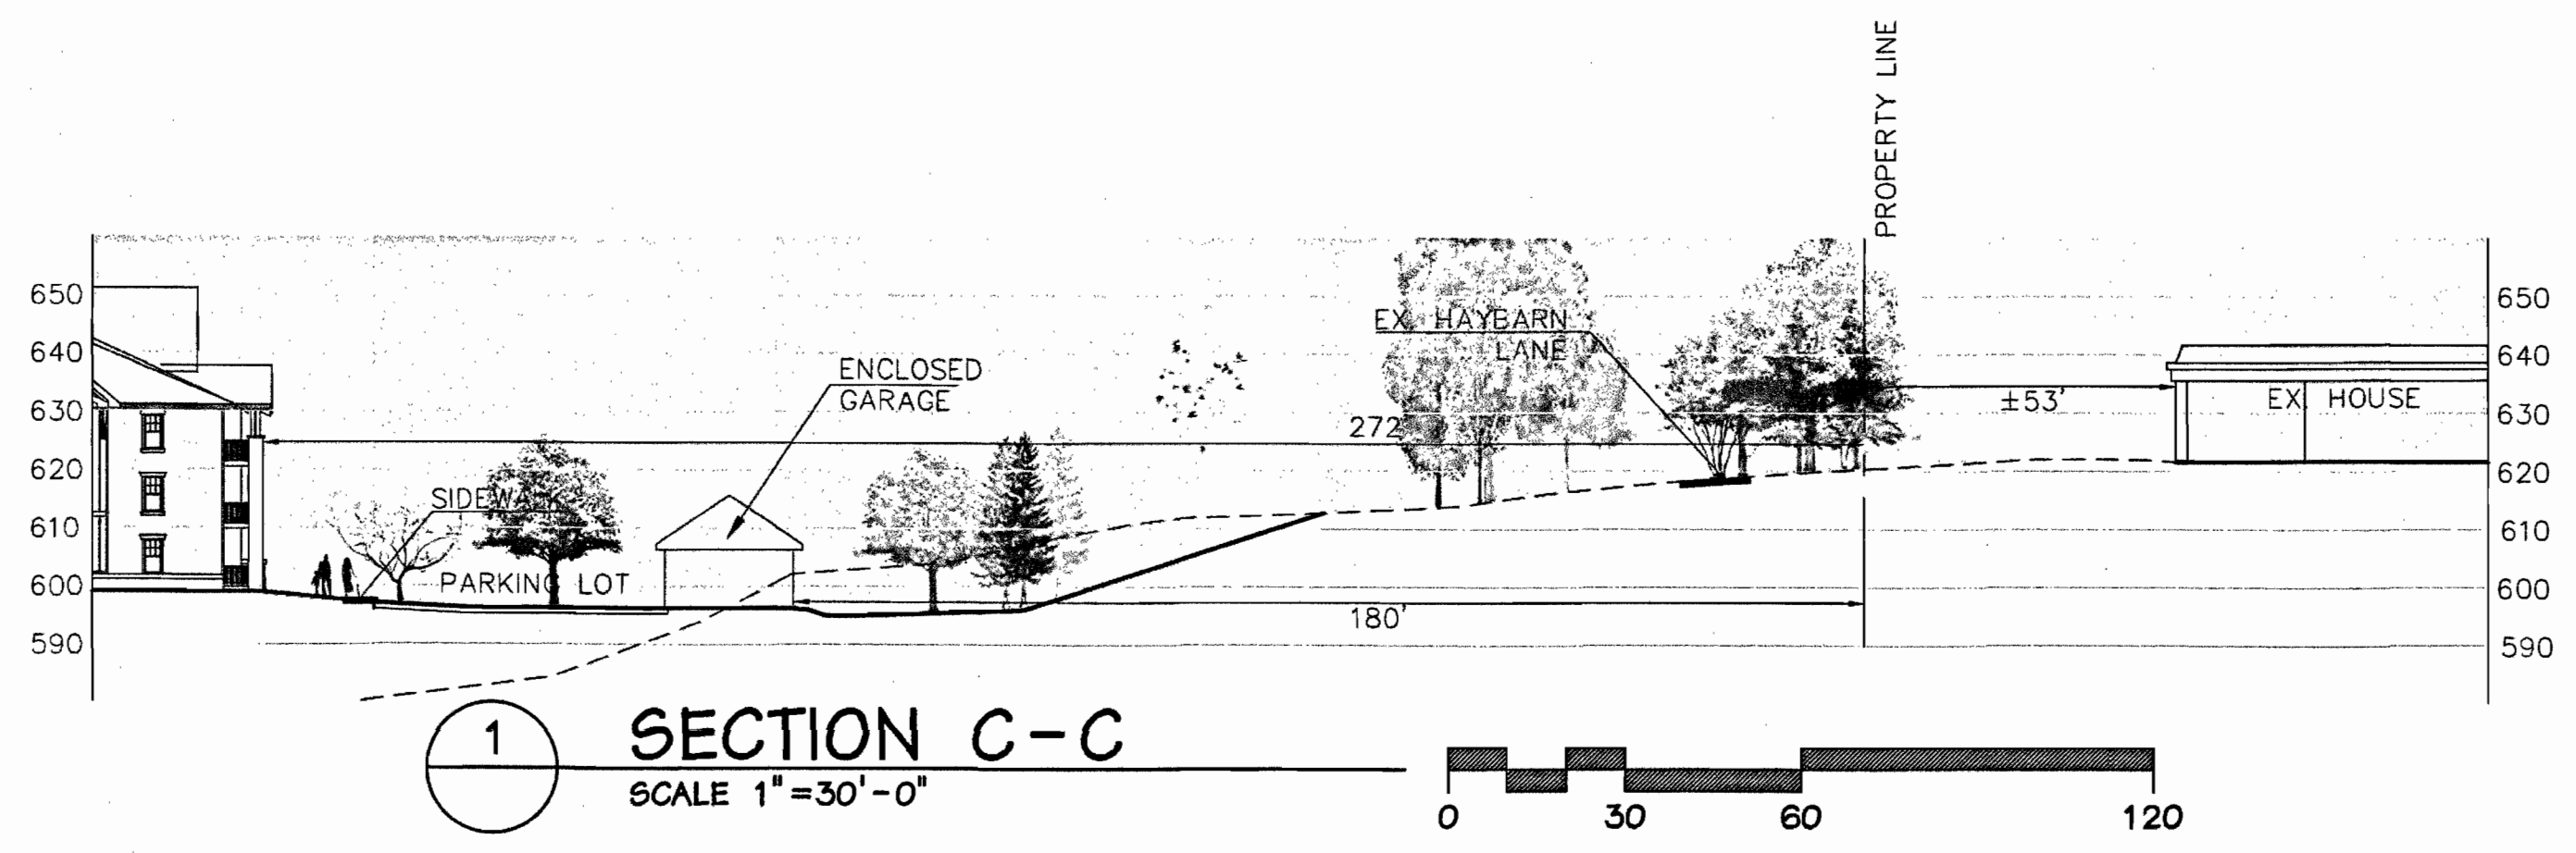 PROPERTY LINE
650
640
630
620
610
600
590
EX. HAYBARN
LANE
ENCLOSED
GARAGE
272
±53'
EX. HOUSE
SIDEWALK
PARKING LOT
180'
650
640
630
620
610
600
590
1
SECTION C-C
SCALE 1"=30'-0"
0 30 60 120